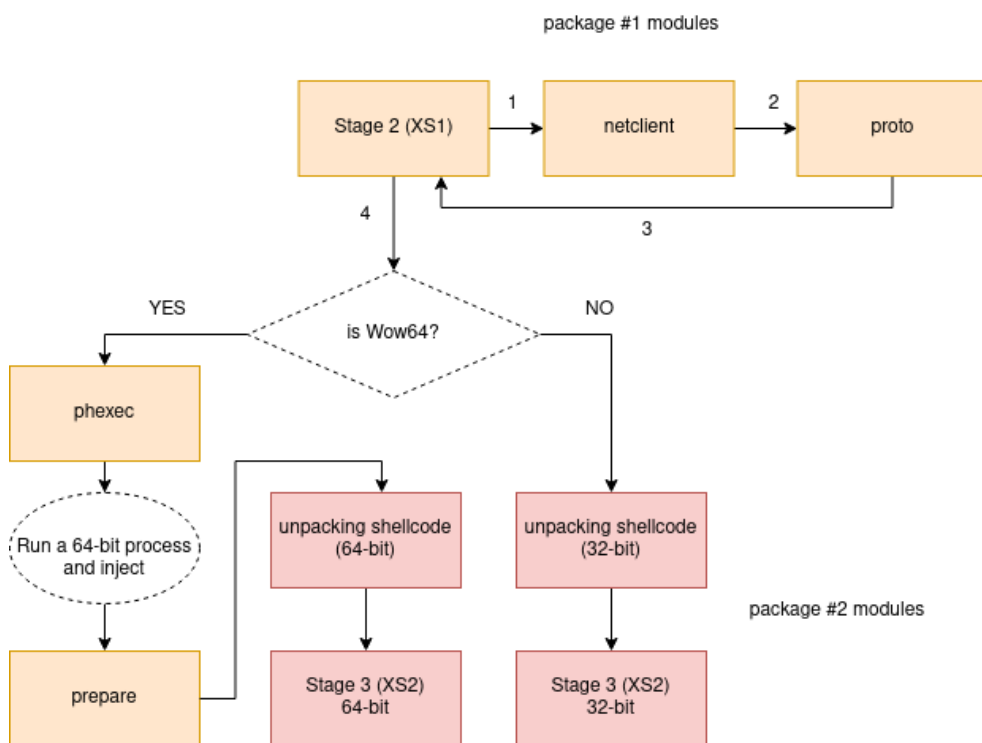 package #1 modules
1
2
Stage 2 (XS1)
netclient
proto
4
3
YES
NO
is Wow64?
phexec
unpacking shellcode
(64-bit)
unpacking shellcode
(32-bit)
Run a 64-bit process
and inject
package #2 modules
prepare
Stage 3 (XS2)
64-bit
Stage 3 (XS2)
32-bit